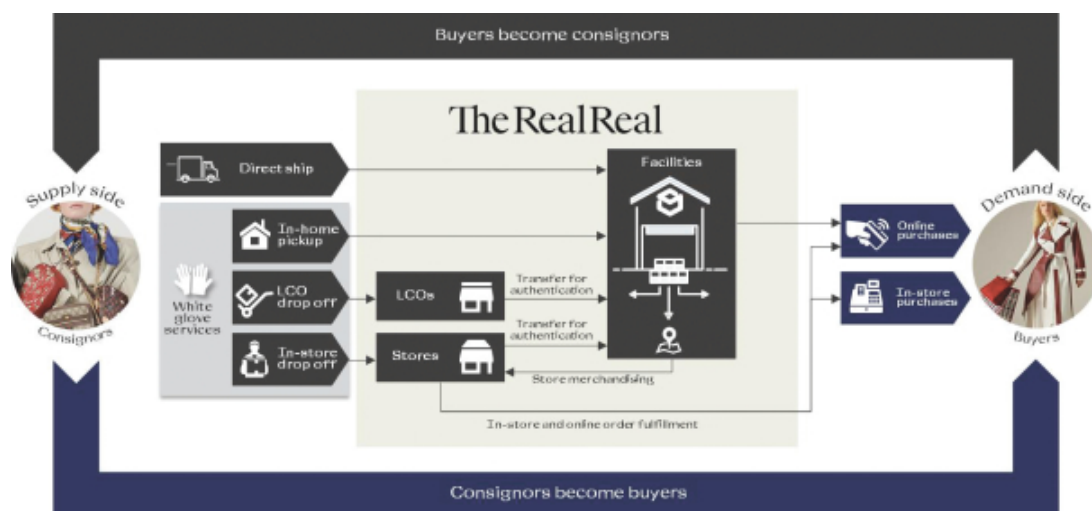 Buyers become consignors
The RealReal
Direct ship
Facilities
Supply side
Consignors
White
glove
services
In-home
pickup
LCO
drop off
In-store
drop off
LCOs
Stores
Transfer for
authentication
Transfer for
authentication
Store merchandising
In-store and online order fulfillment
Online
purchases
In-store
purchases
Demand side
Buyers
Consignors become buyers